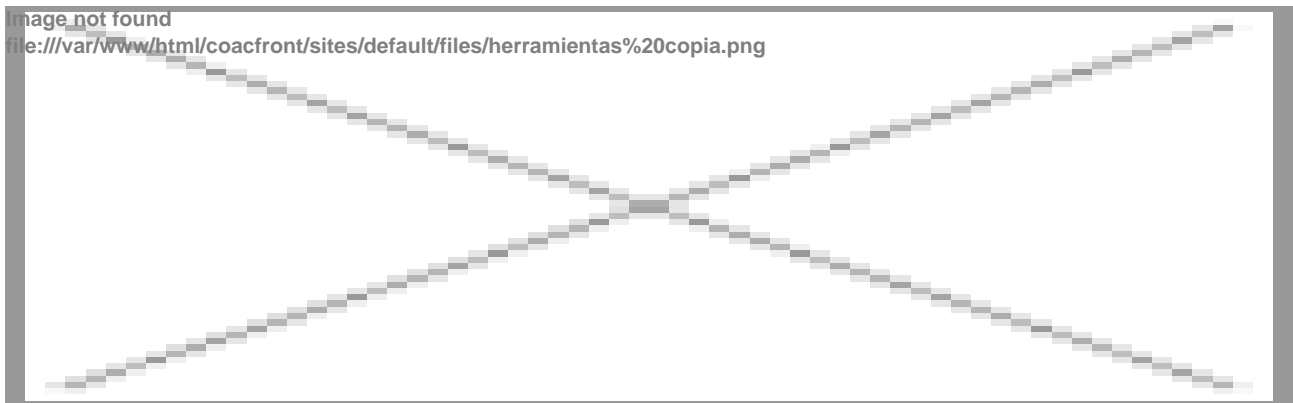 Image not found
file:///var/www/html/coacfront/sites/default/files/herramientas%20copia.png